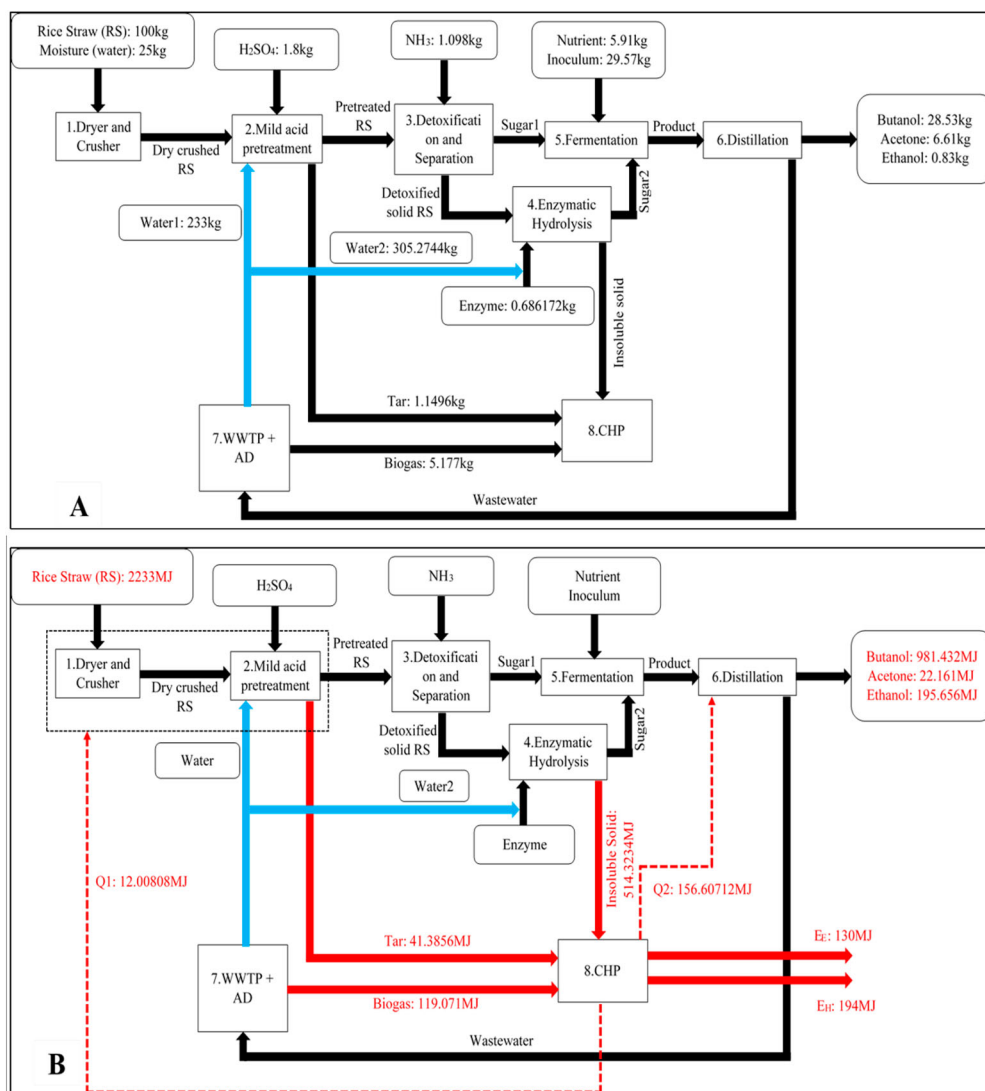 Rice Straw (RS): 100kg
Moisture (water): 25kg
H₂SO₄: 1.8kg
NH₃: 1.098kg
Nutrient: 5.91kg
Inoculum: 29.57kg
1.Dryer and
Crusher
Dry crushed
RS
2.Mild acid
pretreatment
Pretreated
RS
3.Detoxificati
on and
Separation
Sugar1
5.Fermentation
Product
6.Distillation
Butanol: 28.53kg
Acetone: 6.61kg
Ethanol: 0.83kg
Detoxified
solid RS
4.Enzymatic
Hydrolysis
Sugar2
Water1: 233kg
Water2: 305.2744kg
Enzyme: 0.686172kg
Insoluble solid
Tar: 1.1496kg
7.WWTP +
AD
8.CHP
Biogas: 5.177kg
Wastewater
A
Rice Straw (RS): 2233MJ
H₂SO₄
NH₃
Nutrient
Inoculum
1.Dryer and
Crusher
Dry crushed
RS
2.Mild acid
pretreatment
Pretreated
RS
3.Detoxificati
on and
Separation
Sugar1
5.Fermentation
Product
6.Distillation
Butanol: 981.432MJ
Acetone: 22.161MJ
Ethanol: 195.656MJ
Detoxified
solid RS
4.Enzymatic
Hydrolysis
Sugar2
Water
Water2
Enzyme
Insoluble Solid:
514.3234MJ
Q1: 12.00808MJ
Q2: 156.60712MJ
Tar: 41.3856MJ
7.WWTP +
AD
8.CHP
Biogas: 119.071MJ
Eᴇ: 130MJ
Eʜ: 194MJ
Wastewater
B